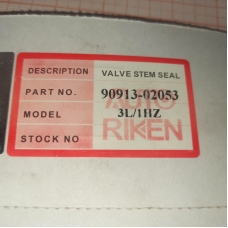 DESCRIPTION VALVE STEM SEAL
PART NO. 90913-02053
MODEL 3L/1HZ
STOCK NO
AUTO
RIKEN